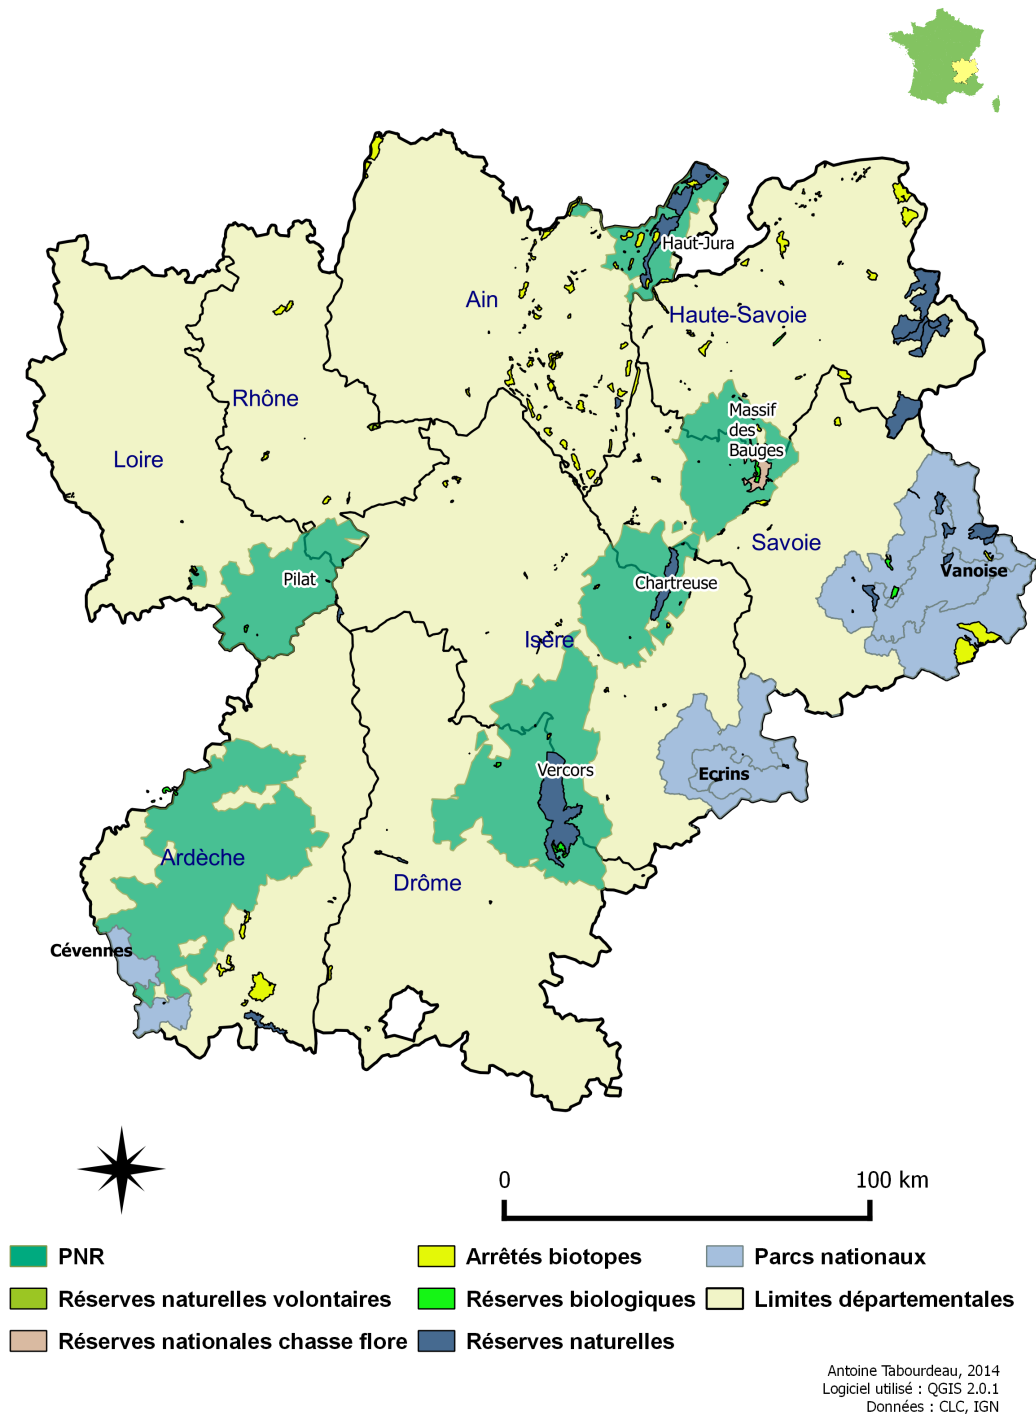 Haut-Jura
Ain
Haute-Savoie
Rhône
Massif
des
Bauges
Loire
Savoie
Vanoise
Pilat
Chartreuse
Isère
Vercors
Ecrins
Ardèche
Drôme
Cévennes
0
100 km
PNR
Arrêtés biotopes
Parcs nationaux
Réserves naturelles volontaires
Réserves biologiques
Limites départementales
Réserves nationales chasse flore
Réserves naturelles
Antoine Tabourdeau, 2014
Logiciel utilisé : QGIS 2.0.1
Données : CLC, IGN